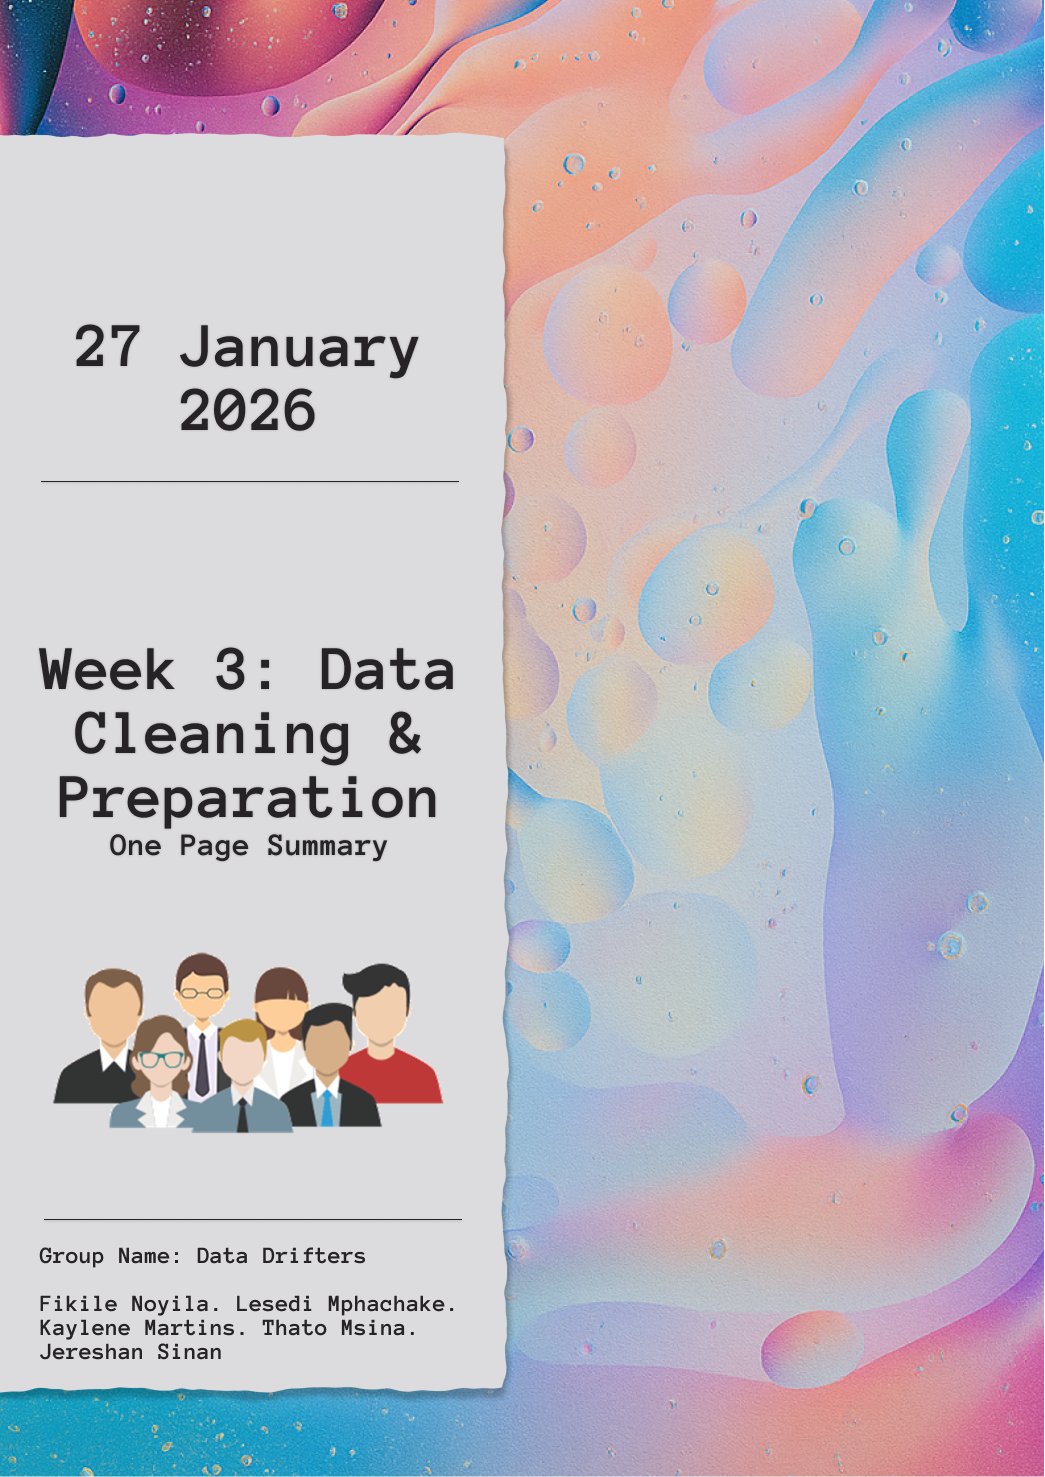 27 January
2026
Week 3: Data
Cleaning &
Preparation
One Page Summary
Group Name: Data Drifters
Fikile Noyila. Lesedi Mphachake.
Kaylene Martins. Thato Msina.
Jereshan Sinan